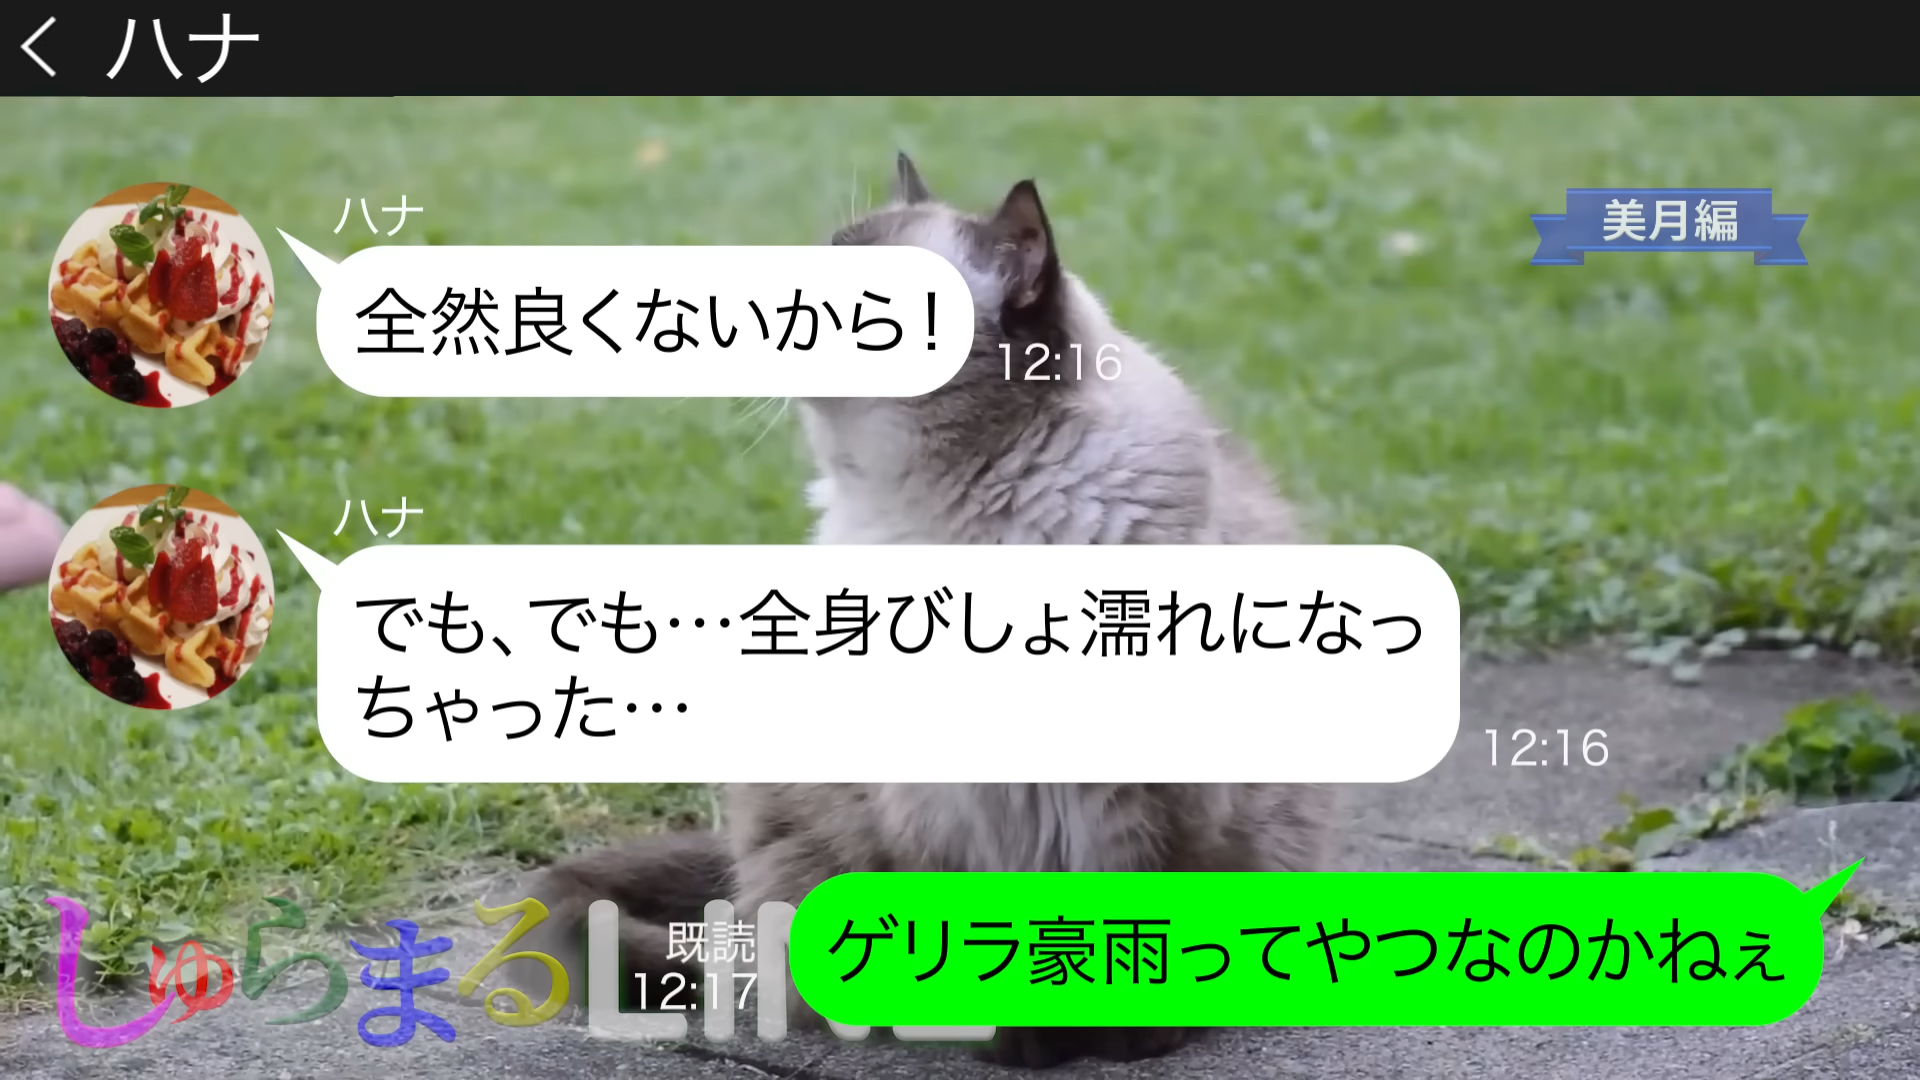 ハナ
美月編
ハナ
全然良くないから!
12:16
ハナ
でも、でも…全身びしょ濡れになっ
ちゃった…
12:16
既読
12:17
ゲリラ豪雨ってやつなのかねぇ
しゅらまるLINE